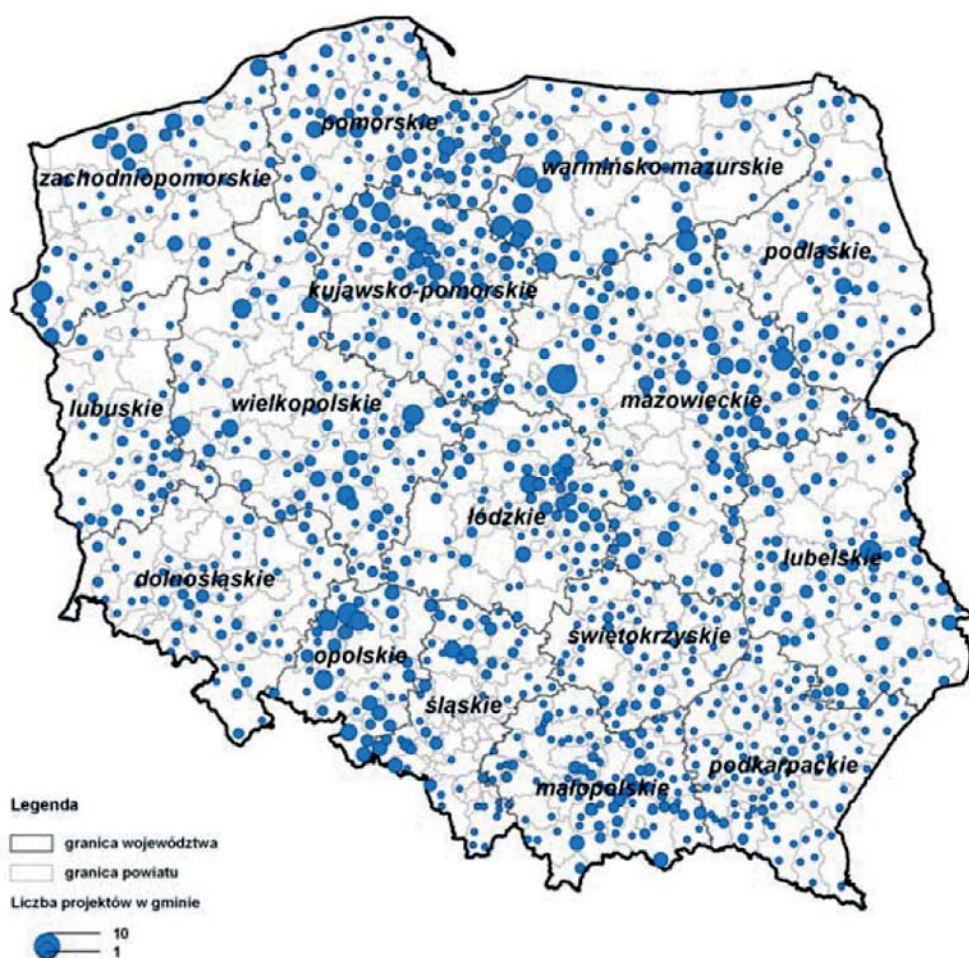 pomorskie
warmińsko-mazurskie
zachodniopomorskie
podlaskie
kujawsko-pomorskie
lubuskie
wielkopolskie
mazowieckie
łódzkie
lubelskie
dolnośląskie
świętokrzyskie
opolskie
śląskie
podkarpackie
małopolskie
Legenda
granica województwa
granica powiatu
Liczba projektów w gminie
10
1